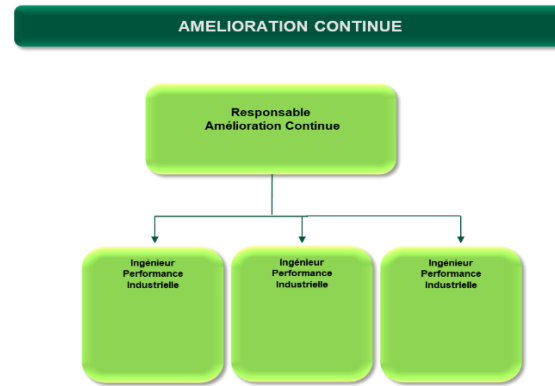 AMELIORATION CONTINUE
Responsable
Amélioration Continue
Ingénieur
Performance
Industrielle
Ingénieur
Performance
Industrielle
Ingénieur
Performance
Industrielle